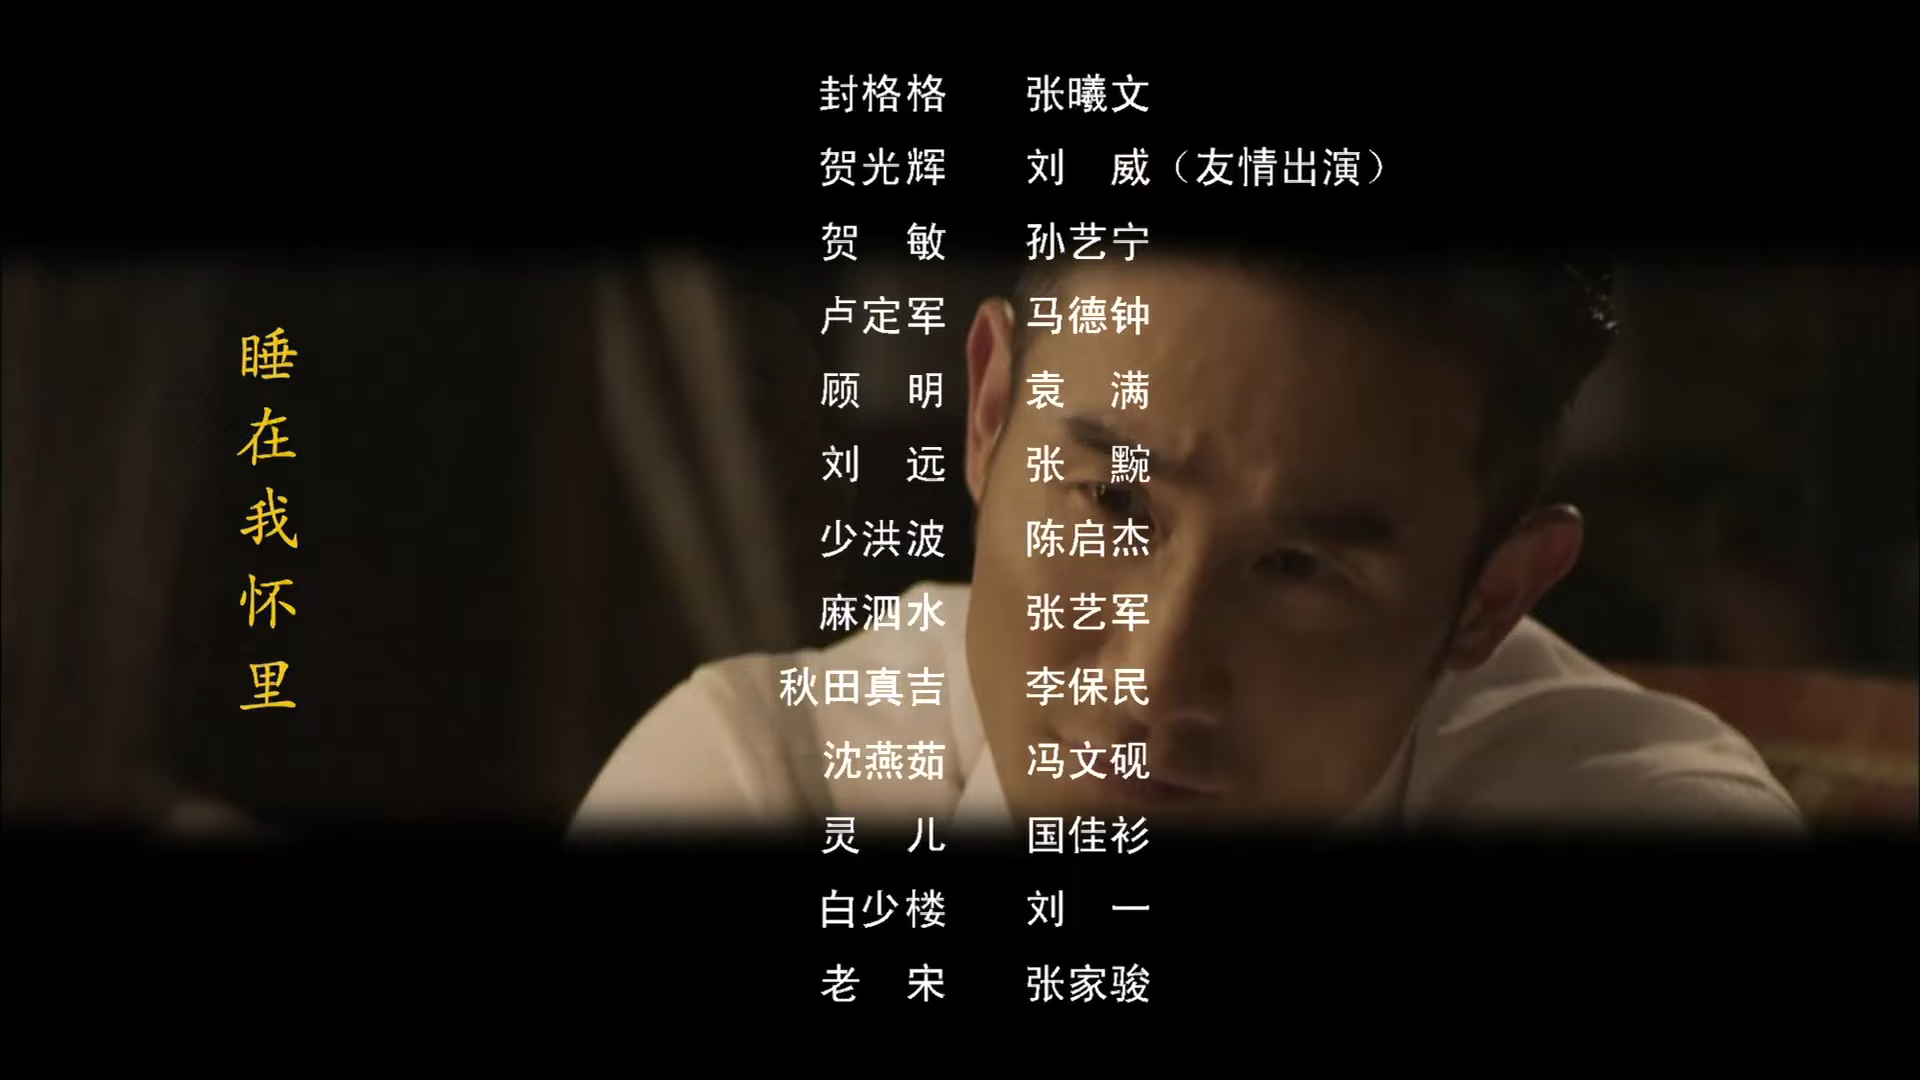 睡在我怀里
封格格 张曦文
贺光辉 刘 威（友情出演）
贺 敏 孙艺宁
卢定军 马德钟
顾 明 袁 满
刘 远 张 黦
少洪波 陈启杰
麻泗水 张艺军
秋田真吉 李保民
沈燕茹 冯文砚
灵 儿 国佳衫
白少楼 刘 一
老 宋 张家骏